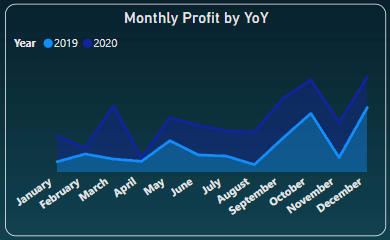 Monthly Profit by YoY
Year 2019 2020
January
February
March
April
May
June
July
August
September
October
November
December